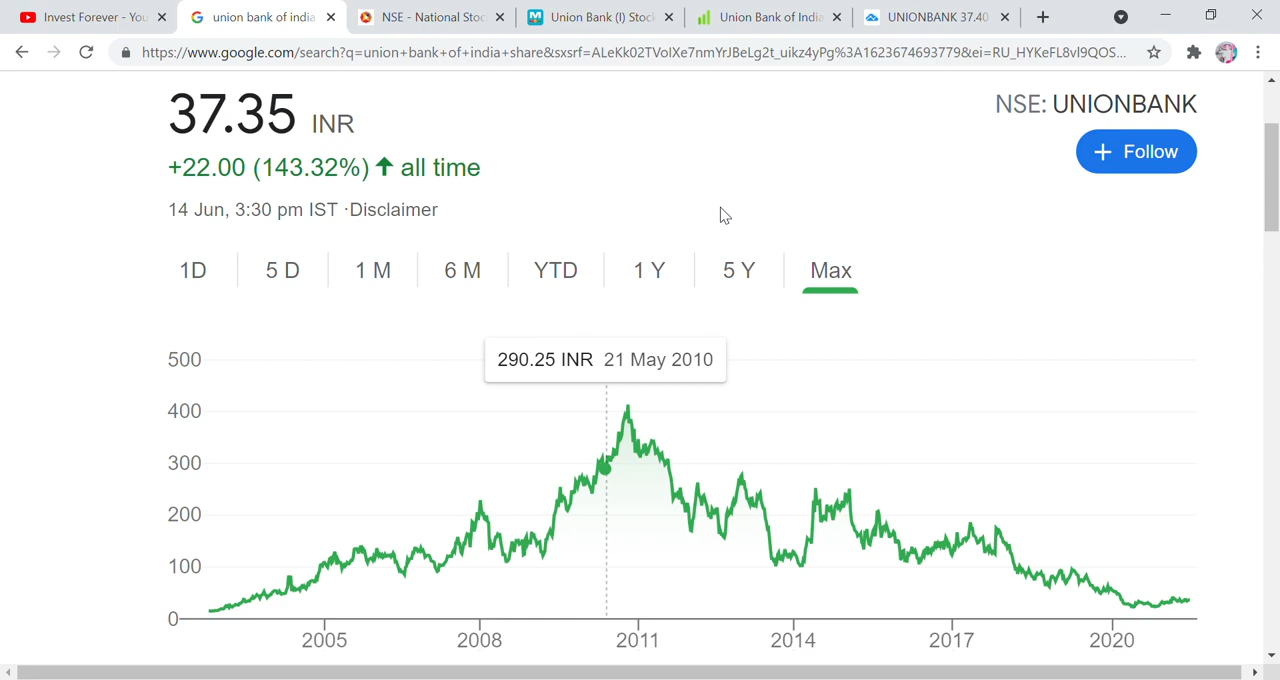 Invest Forever - You
union bank of india
NSE - National Stoc
Union Bank (I) Stoc
Union Bank of India
UNIONBANK 37.40
https://www.google.com/search?q=union+bank+of+india+share&sxsrf=ALeKk02TVolXe7nmYrJBeLg2t_uikz4yPg%3A1623674693779&ei=RU_HYKeFL8vl9QOS...
37.35 INR
NSE: UNIONBANK
+22.00 (143.32%) all time
+ Follow
14 Jun, 3:30 pm IST ·Disclaimer
1D 5 D 1 M 6 M YTD 1 Y 5 Y Max
290.25 INR 21 May 2010
500
400
300
200
100
0
2005 2008 2011 2014 2017 2020